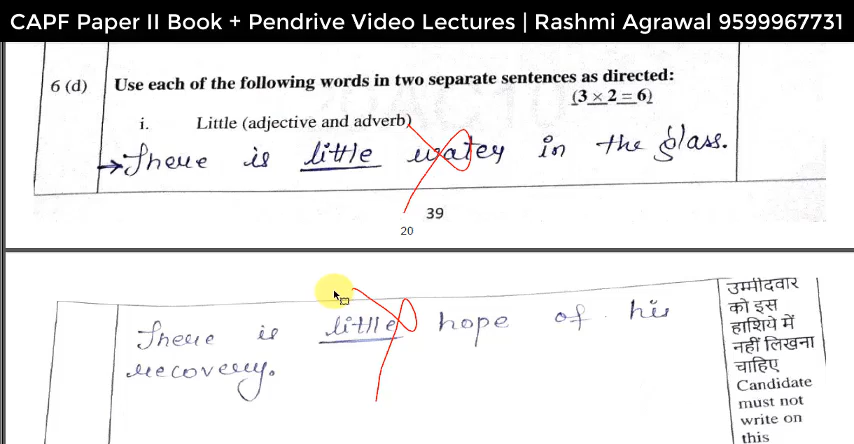 CAPF Paper II Book + Pendrive Video Lectures | Rashmi Agrawal 9599967731
6 (d) Use each of the following words in two separate sentences as directed:
(3 × 2 = 6)
i. Little (adjective and adverb)
→ There is little water in the glass.
39
20
There is little hope of his
recovery.
उम्मीदवार
को इस
हाशिये में
नहीं लिखना
चाहिए
Candidate
must not
write on
this